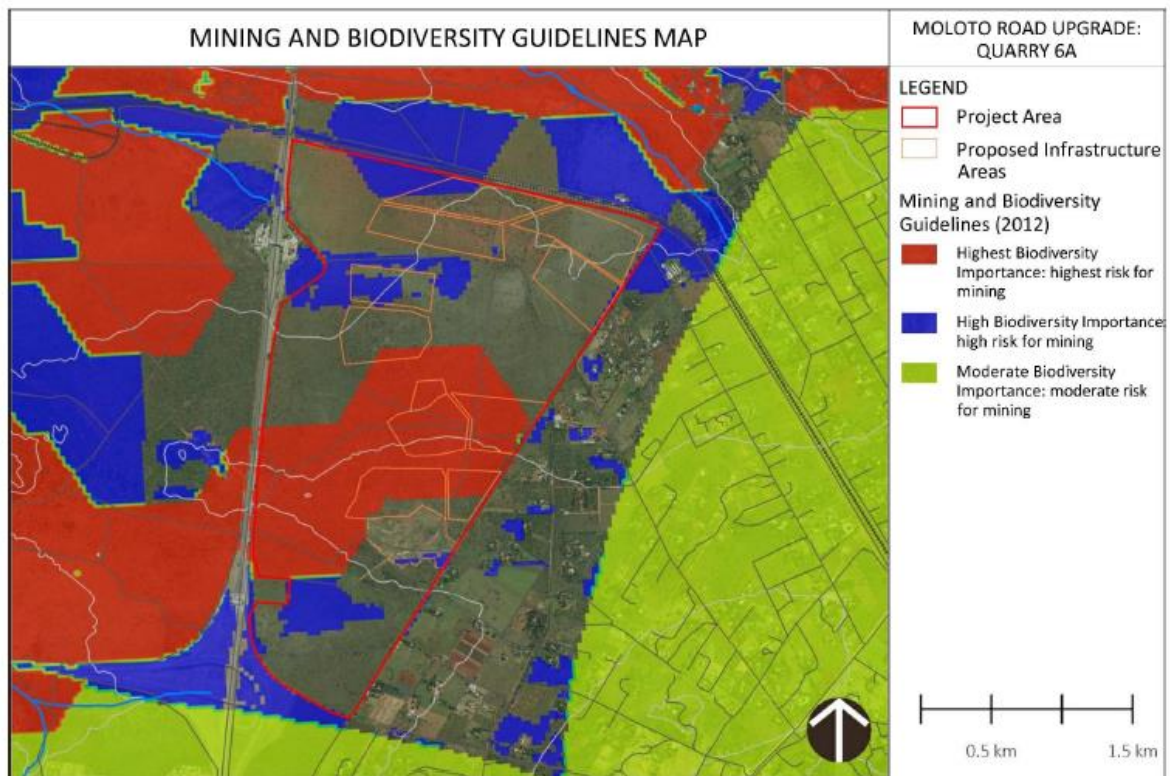 MINING AND BIODIVERSITY GUIDELINES MAP
MOLOTO ROAD UPGRADE:
QUARRY 6A
LEGEND
Project Area
Proposed Infrastructure
Areas
Mining and Biodiversity
Guidelines (2012)
Highest Biodiversity
Importance: highest risk for
mining
High Biodiversity Importance:
high risk for mining
Moderate Biodiversity
Importance: moderate risk
for mining
0.5 km
1.5 km